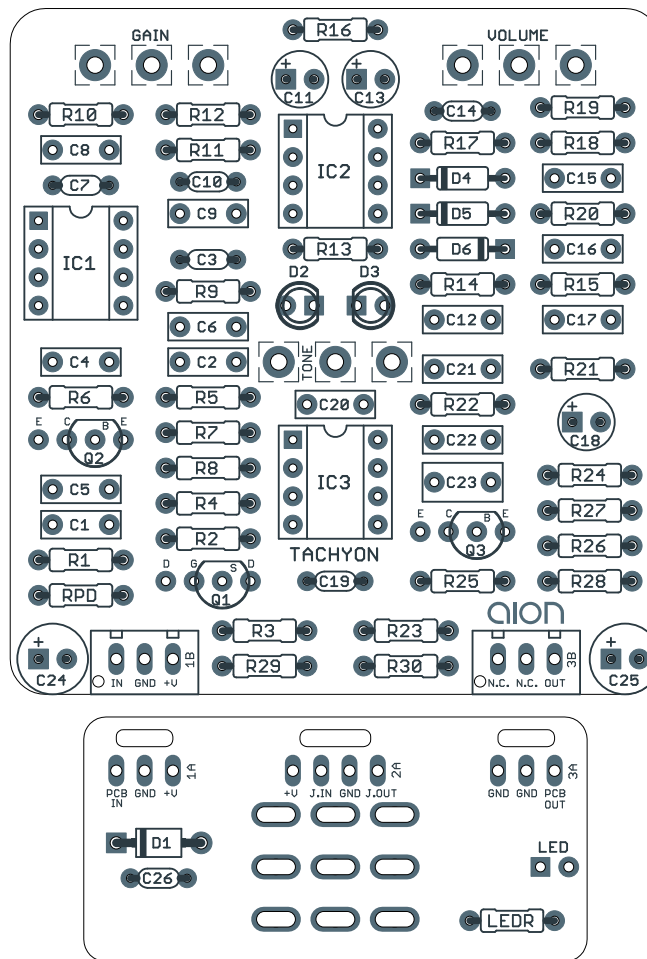 R16
GAIN
VOLUME
+ +
C11 C13
R10 R12 C14 R19
C8 R11 R17 R18
C7 C10 IC2 D4 C15
C9 D5 R20
IC1 R13 D6 C16
C3 D2 D3
R9 R14 R15
C6 C12 C17
C4 C2 TONE C21 R21
R6 R5 C20 R22
E C B E R7 + C18
Q2 R8 C22
C5 R4 IC3 C23 R24
C1 R2 E C B E R27
R1 TACHYON Q3 R26
RPD D G S D C19 R25 R28
Q1
aion
R3 R23
+ +
C24 1B R29 R30 3B C25
IN GND +V N.C. N.C. OUT
1A 2A 3A
PCB IN GND +V +V J.IN GND J.OUT GND GND PCB OUT
D1 LED
C26
LEDR